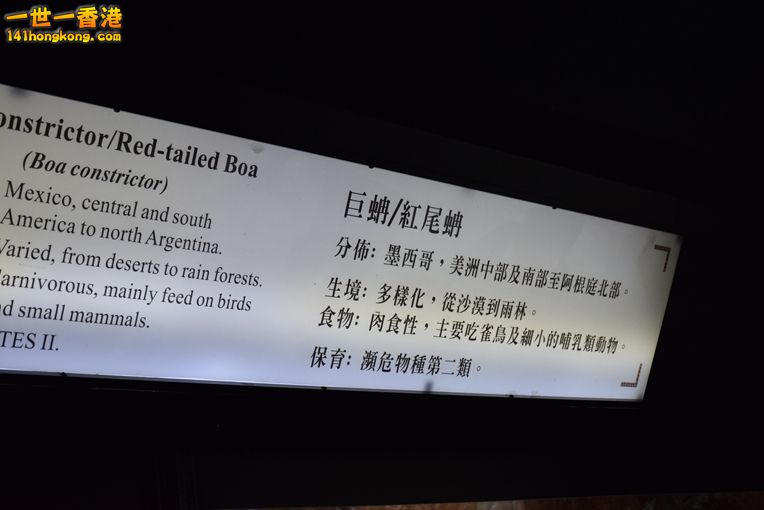 一世一香港
141hongkong.com
onstrictor/Red-tailed Boa
(Boa constrictor)
Mexico, central and south
America to north Argentina.
Varied, from deserts to rain forests.
arnivorous, mainly feed on birds
nd small mammals.
TES II.
巨蚺/紅尾蚺
分佈: 墨西哥，美洲中部及南部至阿根庭北部。
生境: 多樣化，從沙漠到雨林。
食物: 肉食性，主要吃雀鳥及細小的哺乳類動物。
保育: 瀕危物種第二類。